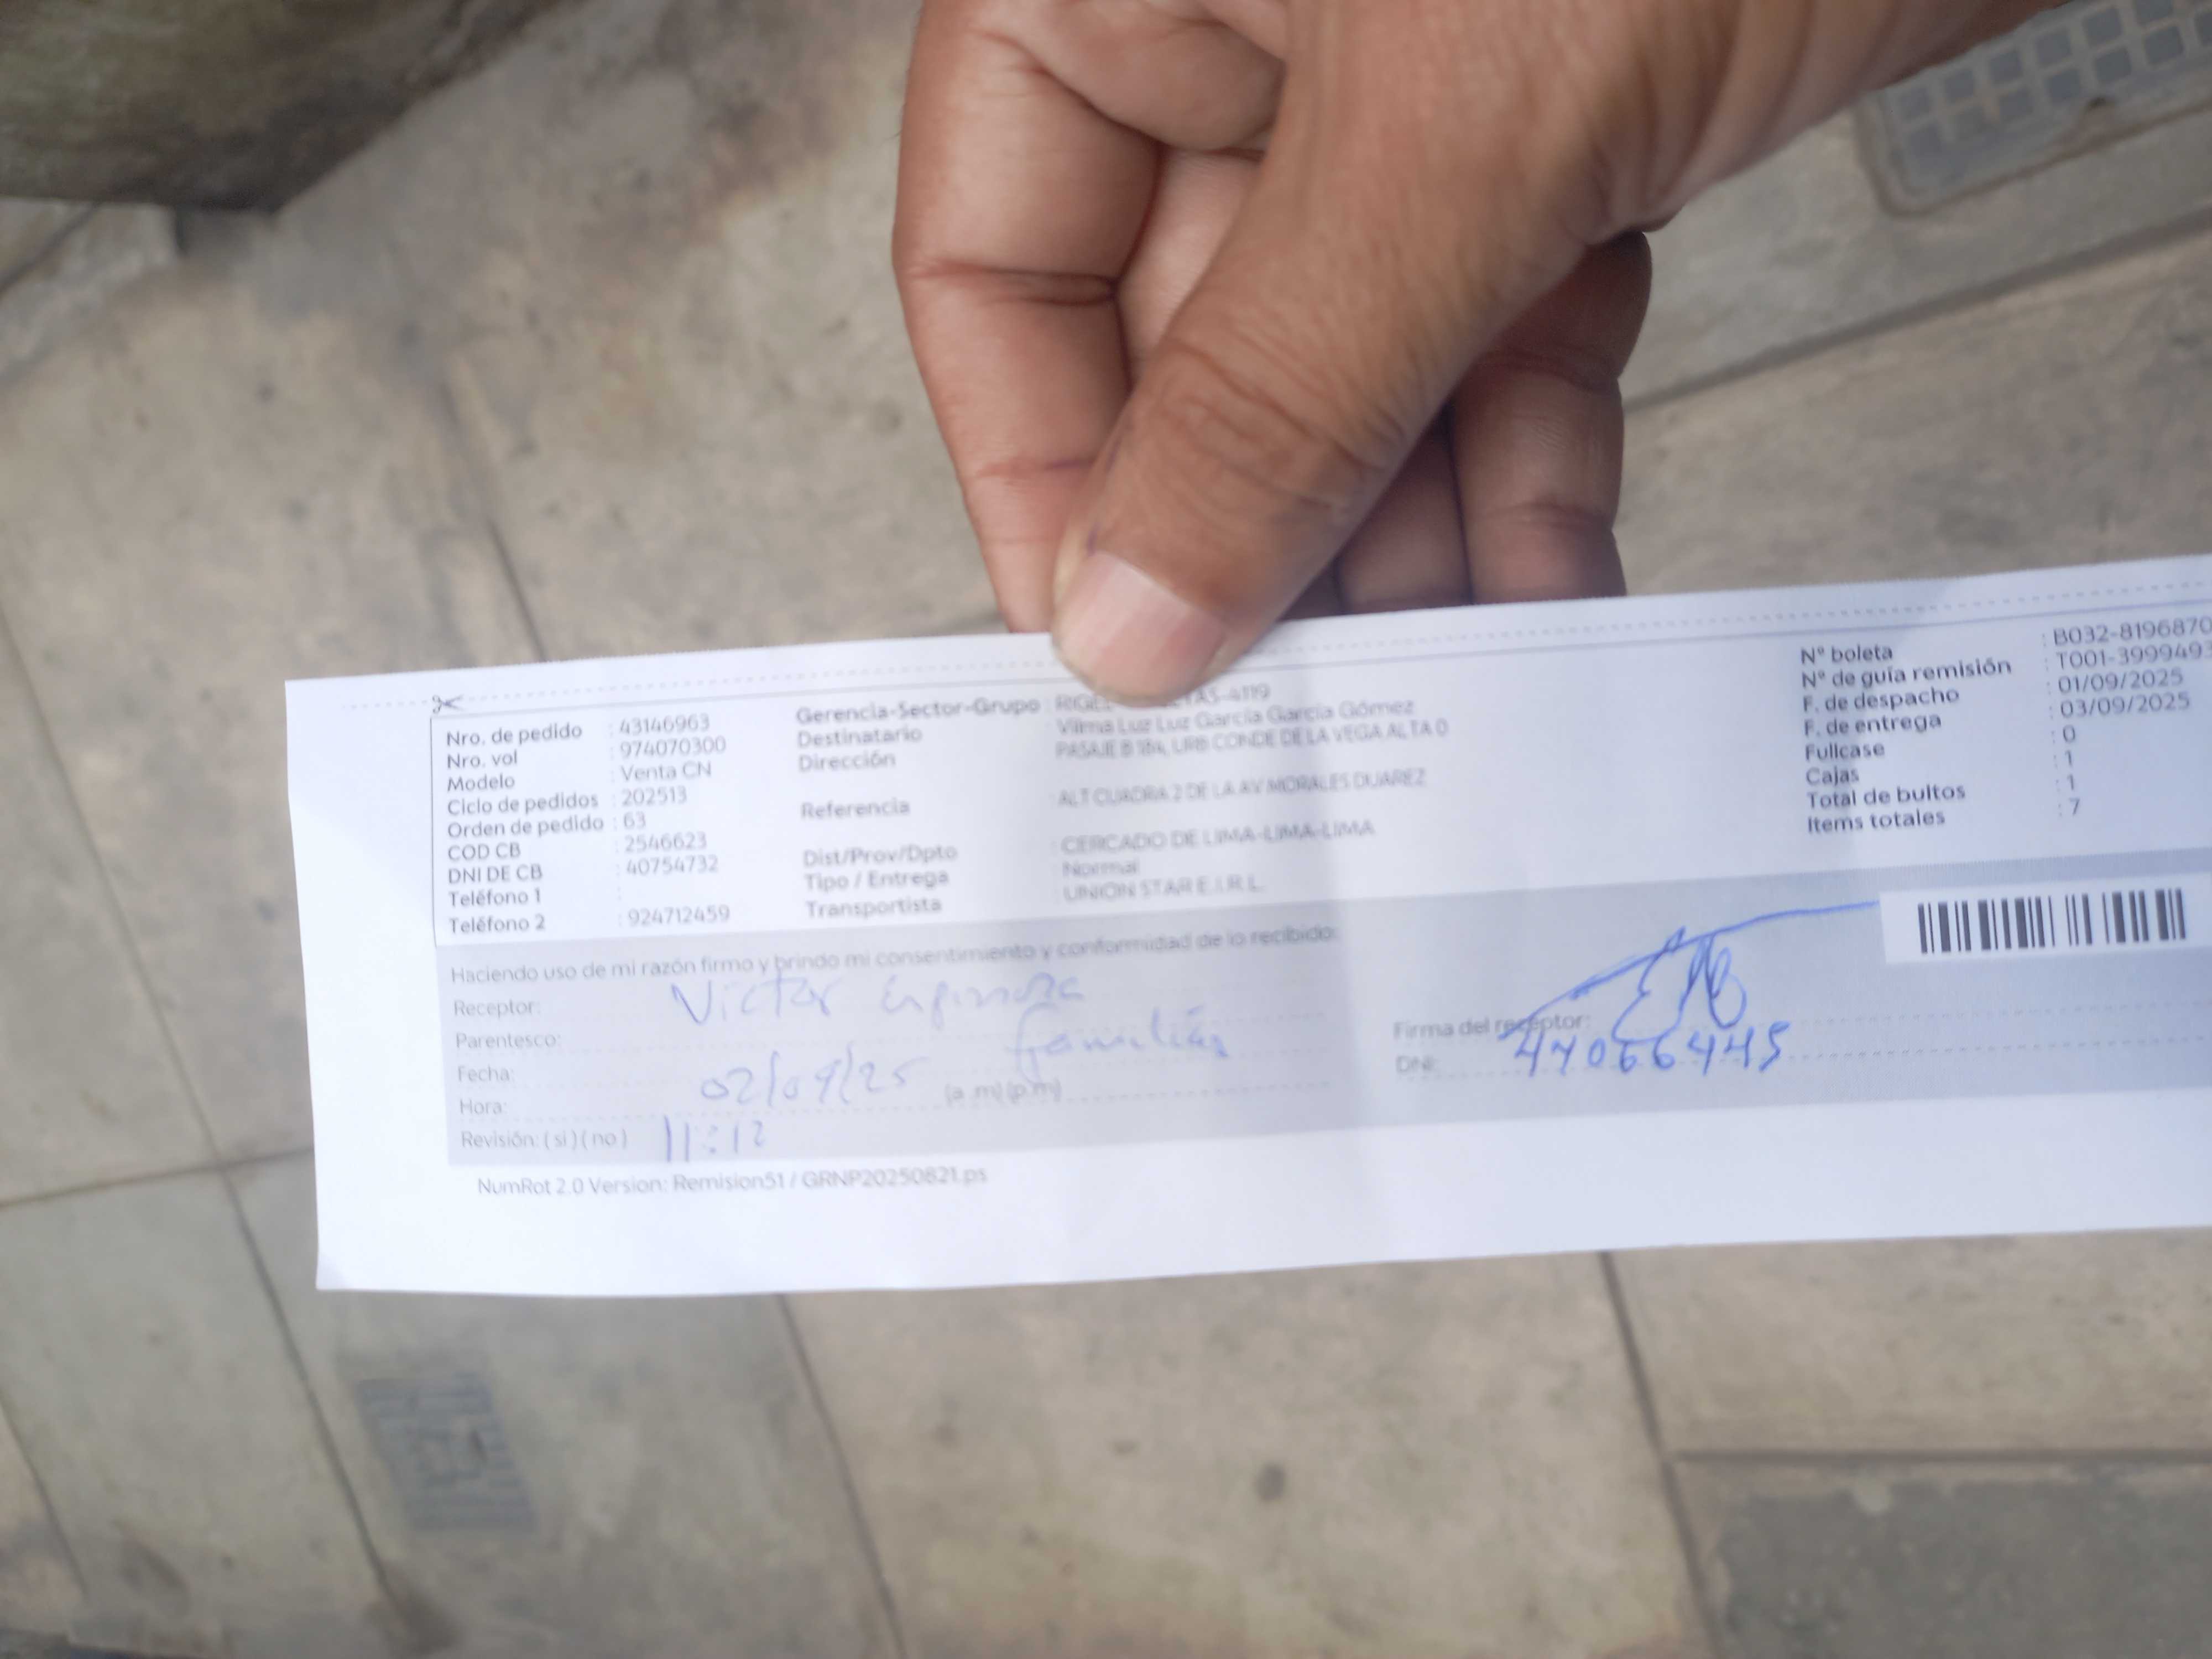 Nro. de pedido : 43146963
Nro. vol : 974070300
Modelo : Venta CN
Ciclo de pedidos : 202513
Orden de pedido : 63
COD CB : 2546623
DNI DE CB : 40754732
Teléfono 1 :
Teléfono 2 : 924712459
Gerencia-Sector-Grupo : -4119
Destinatario : Vilma Luz Luz García García Gómez
Dirección : PASAJE B 184, URB CONDE DE LA VEGA ALTA 0
Referencia : ALT CUADRA 2 DE LA AV MORALES DUAREZ
Dist/Prov/Dpto : CERCADO DE LIMA-LIMA-LIMA
Tipo / Entrega : Normal
Transportista : UNION STAR E.I.R.L.
N° boleta : B032-8196870
N° de guía remisión : T001-3999493
F. de despacho : 01/09/2025
F. de entrega : 03/09/2025
Fullcase : 0
Cajas : 1
Total de bultos : 1
Items totales : 7
Haciendo uso de mi razón firmo y brindo mi consentimiento y conformidad de lo recibido:
Receptor: Victor Espinoza
Parentesco: familiar
Fecha: 02/09/25
Hora: (a. m) (p. m)
Revisión: ( si ) ( no ) 11:12
Firma del receptor:
DNI: 44066445
NumRot 2.0 Version: Remision51 / GRNP20250821.ps